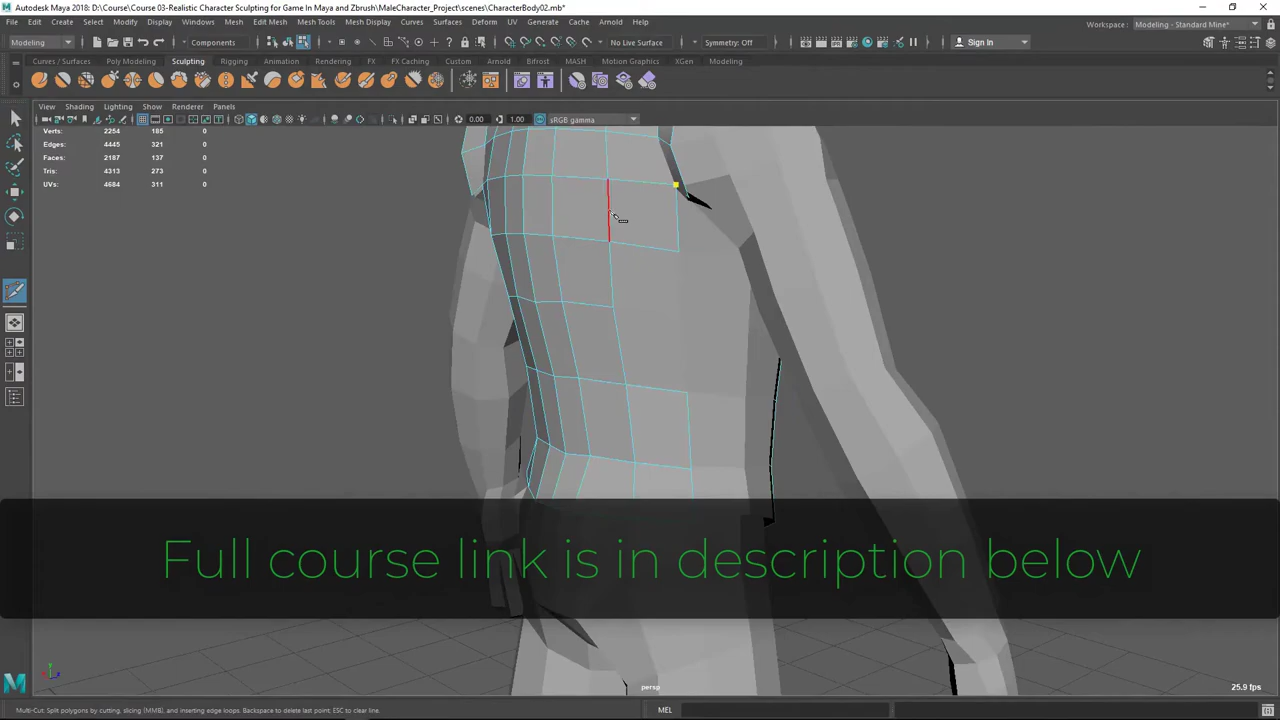 Autodesk Maya 2018: D:\Course\Course 03-Realistic Character Sculpting for Game In Maya and Zbrush\MaleCharacter_Project\scenes\CharacterBody02.mb*
File Edit Create Select Modify Display Windows Mesh Edit Mesh Mesh Tools Mesh Display Curves Surfaces Deform UV Generate Cache Arnold Help
Workspace: Modeling - Standard Mine*
Modeling Components No Live Surface Symmetry: Off Sign In
Curves / Surfaces Poly Modeling Sculpting Rigging Animation Rendering FX FX Caching Custom Arnold Bifrost MASH Motion Graphics XGen Modeling
View Shading Lighting Show Renderer Panels
0.00 1.00 sRGB gamma
Verts: 2254 185 0
Edges: 4445 321 0
Faces: 2187 137 0
Tris: 4313 273 0
UVs: 4684 311 0
Full course link is in description below
persp
25.9 fps
Multi-Cut: Split polygons by cutting, slicing (MMB), and inserting edge loops. Backspace to delete last point; ESC to clear line.
MEL